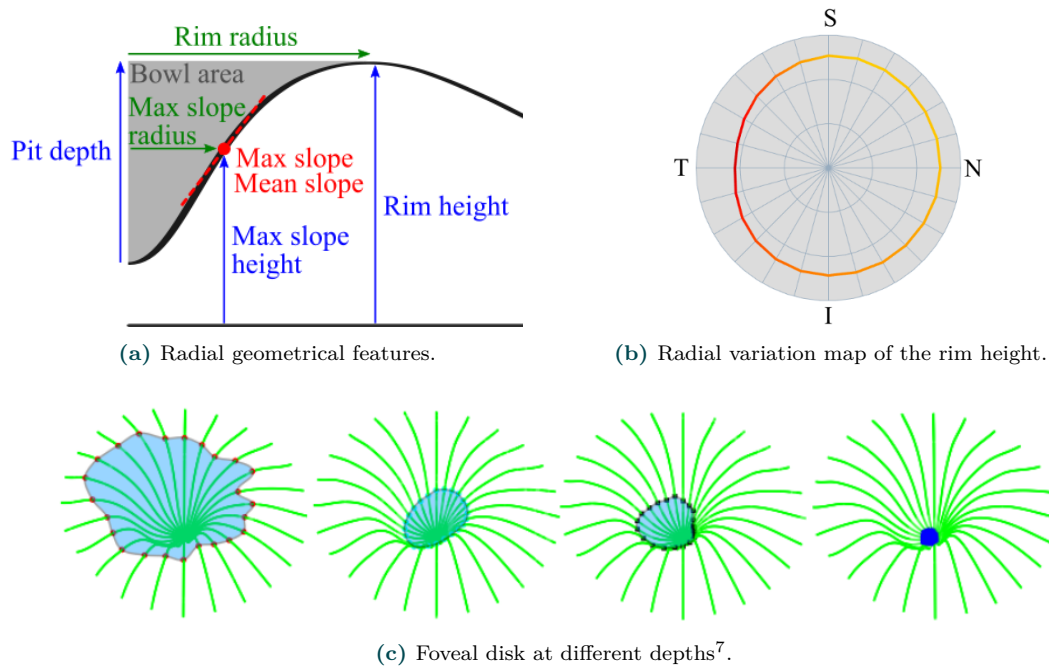 Rim radius
Bowl area
Max slope
radius
Pit depth
Max slope
Mean slope
Rim height
Max slope
height
(a) Radial geometrical features.
S
T
N
I
(b) Radial variation map of the rim height.
(c) Foveal disk at different depths⁷.